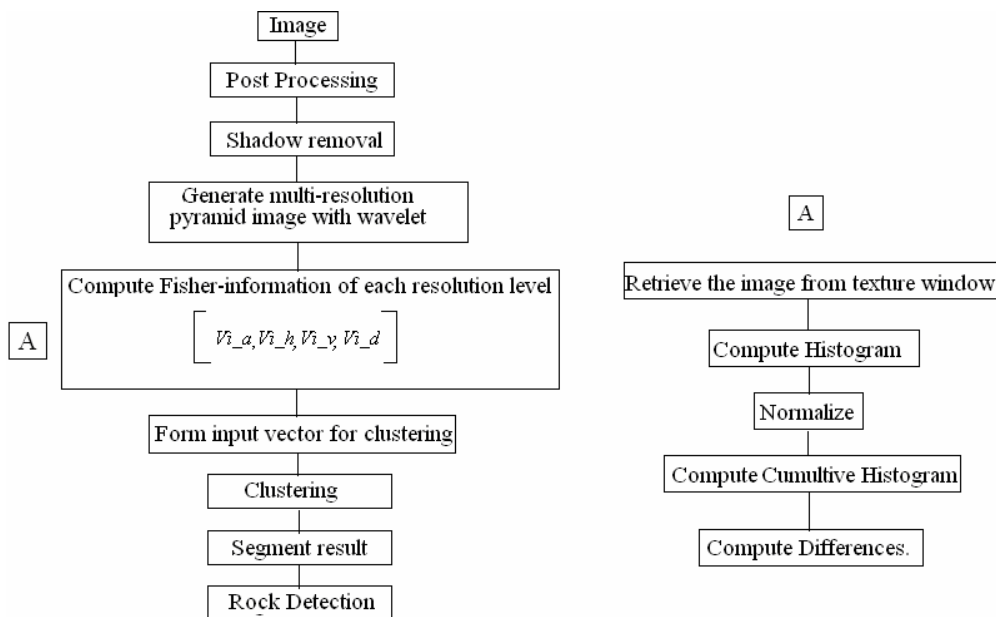 Image
Post Processing
Shadow removal
Generate multi-resolution
pyramid image with wavelet
Compute Fisher-information of each resolution level
A
Vi_a, Vi_h, Vi_v, Vi_d
Form input vector for clustering
Clustering
Segment result
Rock Detection
A
Retrieve the image from texture window
Compute Histogram
Normalize
Compute Cumultive Histogram
Compute Differences.